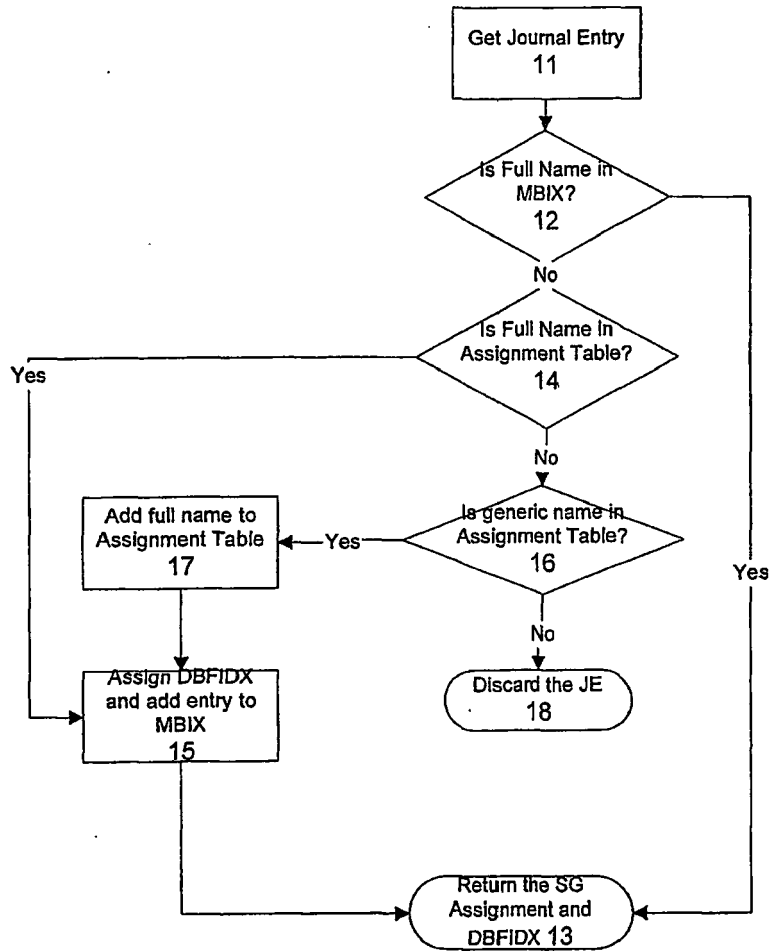 Get Journal Entry
11
Is Full Name in
MBIX?
12
No
Is Full Name in
Assignment Table?
14
Yes
No
Is generic name in
Assignment Table?
16
Yes
Add full name to
Assignment Table
17
Yes
No
Assign DBFIDX
and add entry to
MBIX
15
Discard the JE
18
Return the SG
Assignment and
DBFIDX 13